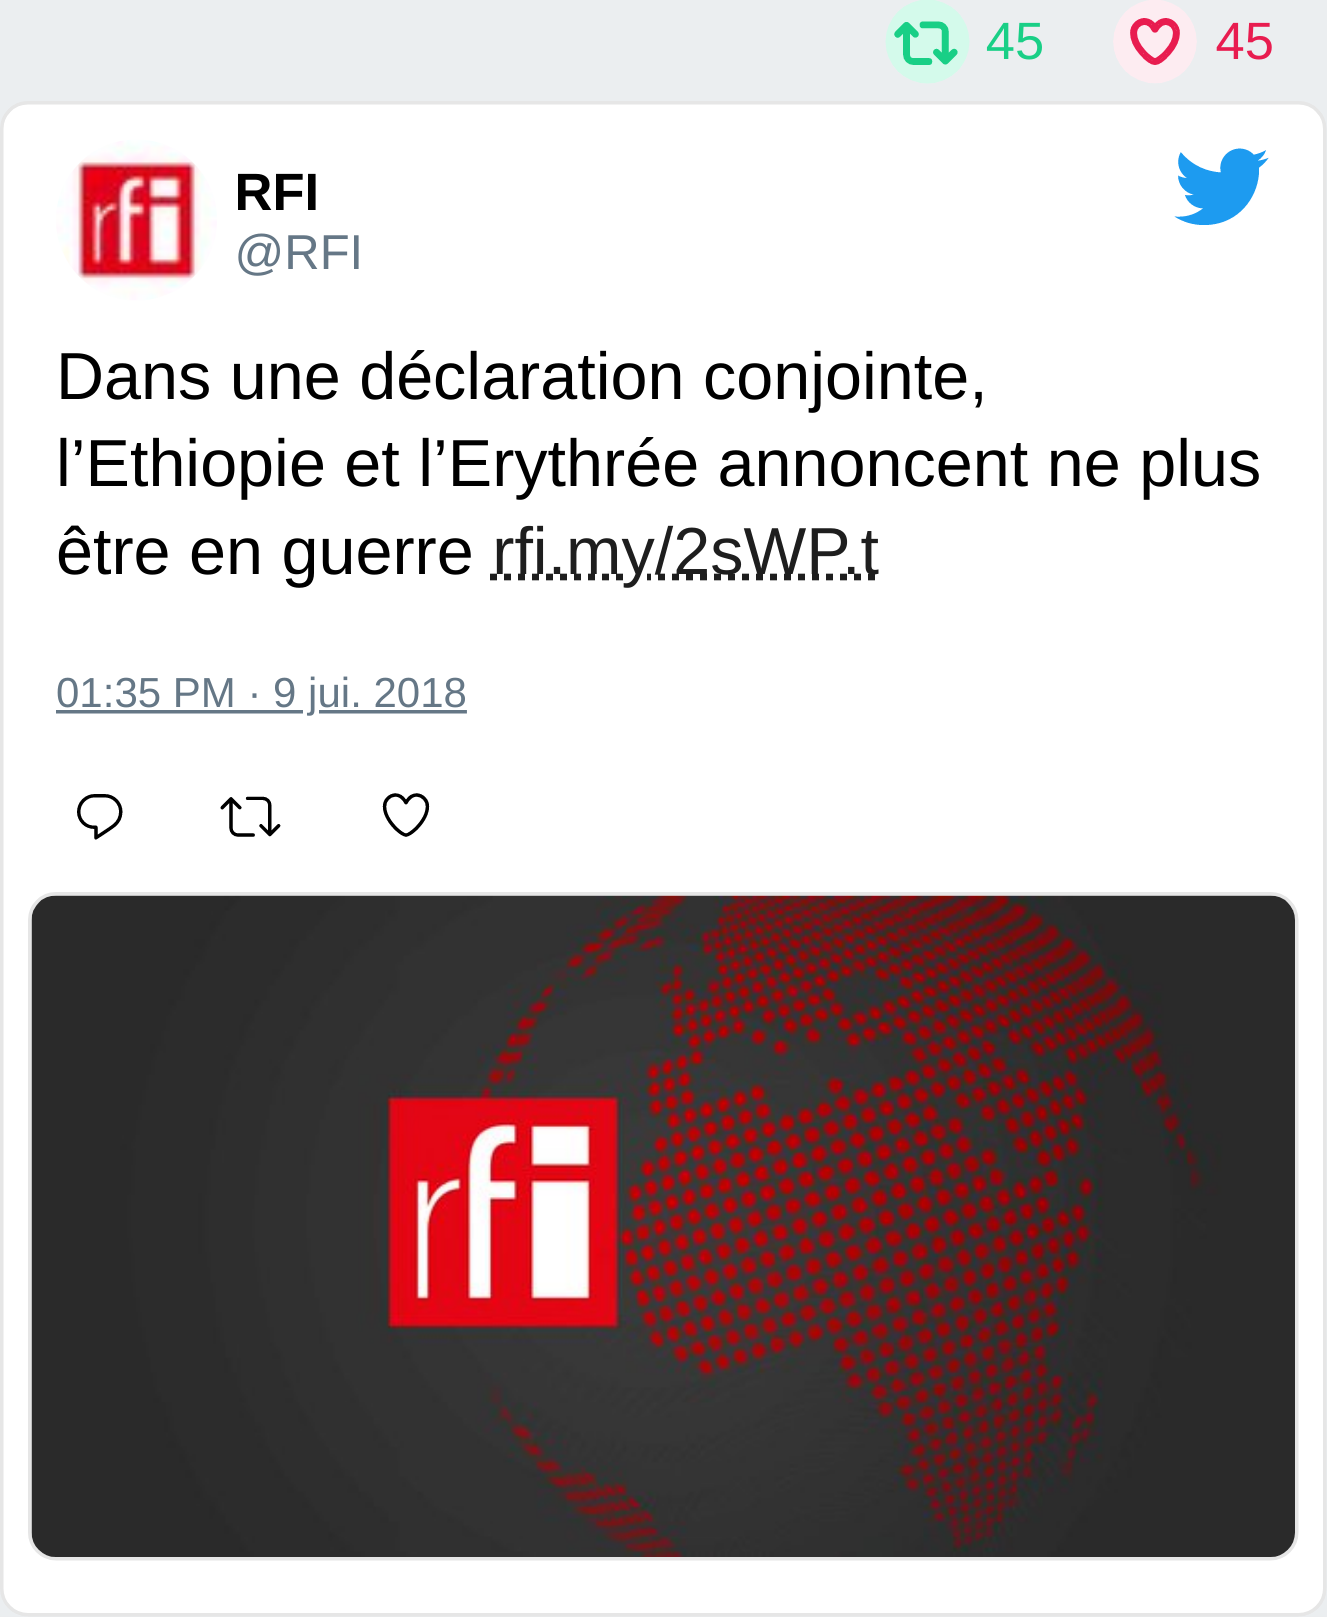 45 45
RFI
@RFI
Dans une déclaration conjointe,
l’Ethiopie et l’Erythrée annoncent ne plus
être en guerre rfi.my/2sWP.t
01:35 PM · 9 jui. 2018
rfi
rfi